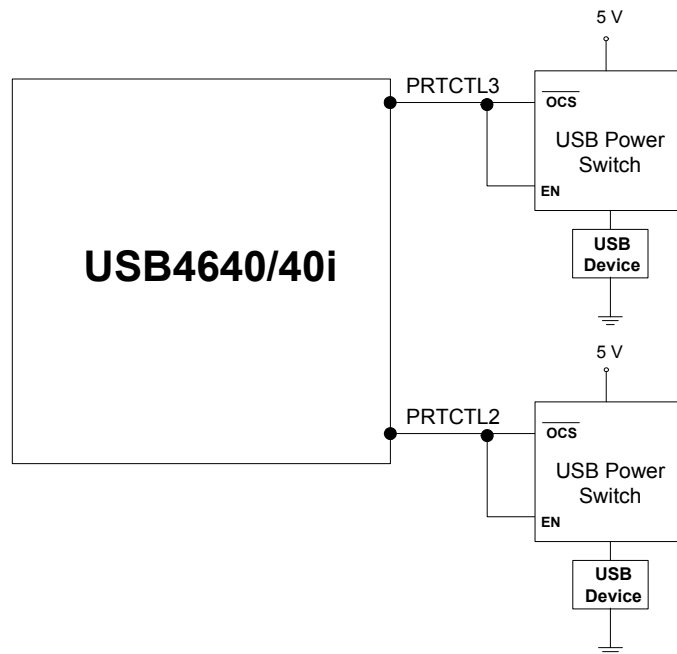 5 V
PRTCTL3
OCS
USB Power
Switch
EN
USB
Device
USB4640/40i
5 V
PRTCTL2
OCS
USB Power
Switch
EN
USB
Device